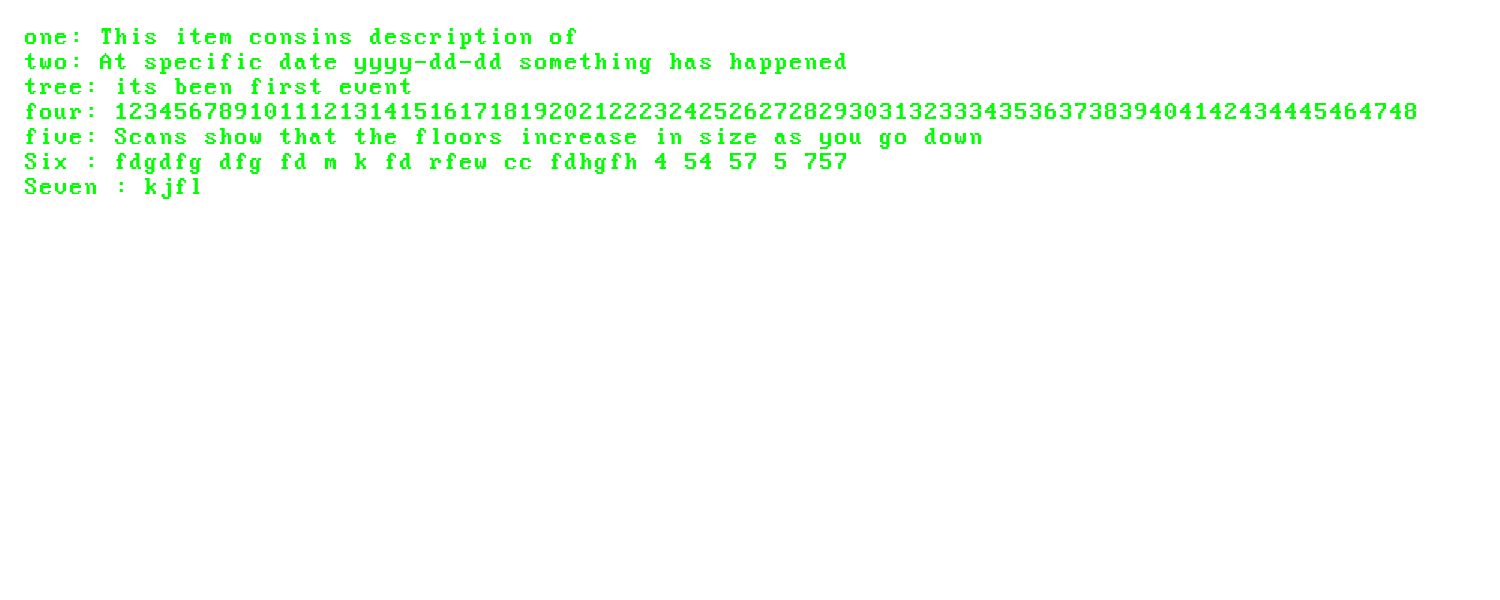 one: This item consins description of
two: At specific date yyyy-dd-dd something has happened
tree: its been first event
four: 123456789101112131415161718192021222324252627282930313233343536373839404142434445464748
five: Scans show that the floors increase in size as you go down
Six : fdgdfg dfg fd m k fd rfew cc fdhgfh 4 54 57 5 757
Seven : kjfl